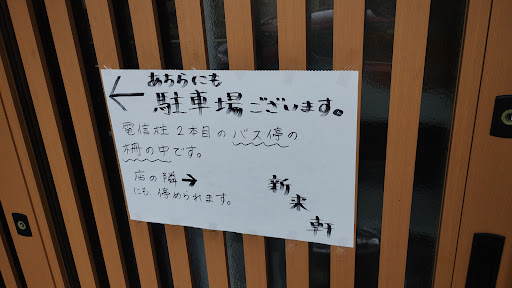 ← あちらにも
駐車場ございます。
電信柱2本目のバス停の
柵の中です。
店の隣→
にも停められます。
新来軒